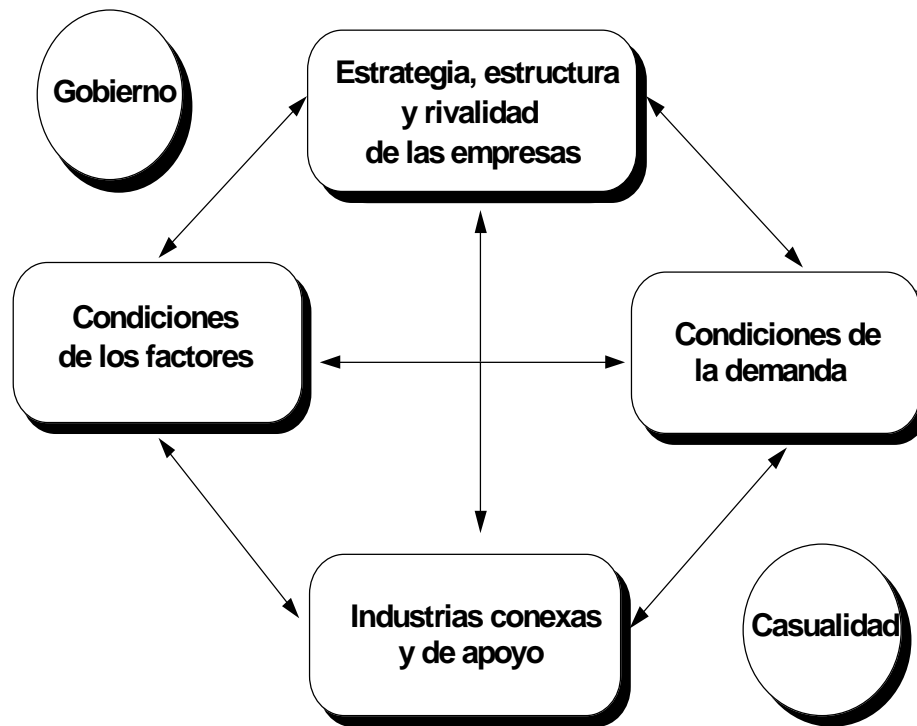 Gobierno
Estrategia, estructura
y rivalidad
de las empresas
Condiciones
de los factores
Condiciones de
la demanda
Industrias conexas
y de apoyo
Casualidad